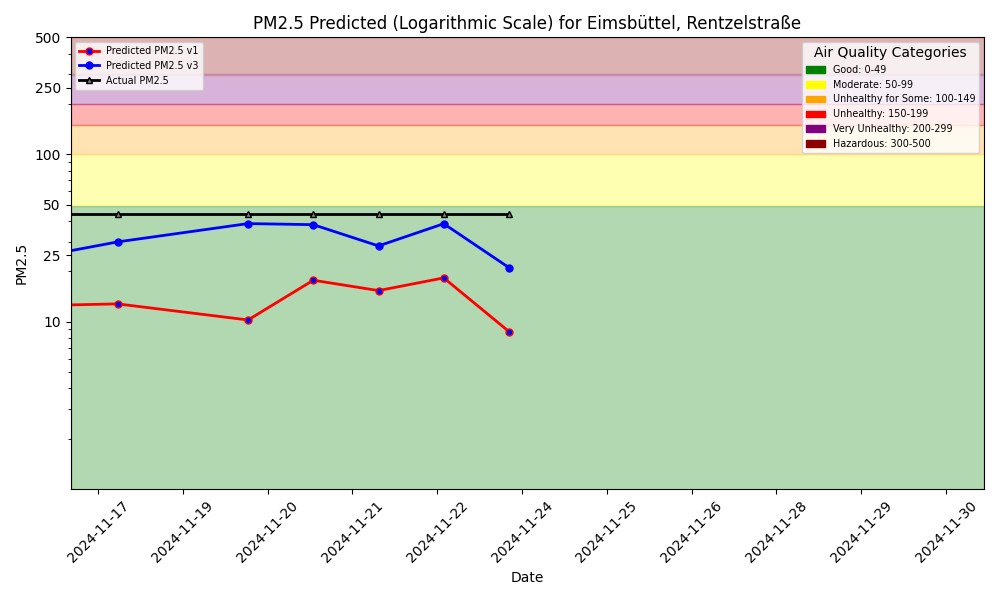 PM2.5 Predicted (Logarithmic Scale) for Eimsbüttel, Rentzelstraße
Predicted PM2.5 v1
Predicted PM2.5 v3
Actual PM2.5
Air Quality Categories
Good: 0-49
Moderate: 50-99
Unhealthy for Some: 100-149
Unhealthy: 150-199
Very Unhealthy: 200-299
Hazardous: 300-500
500
250
100
50
25
10
PM2.5
2024-11-17
2024-11-19
2024-11-20
2024-11-21
2024-11-22
2024-11-24
2024-11-25
2024-11-26
2024-11-28
2024-11-29
2024-11-30
Date